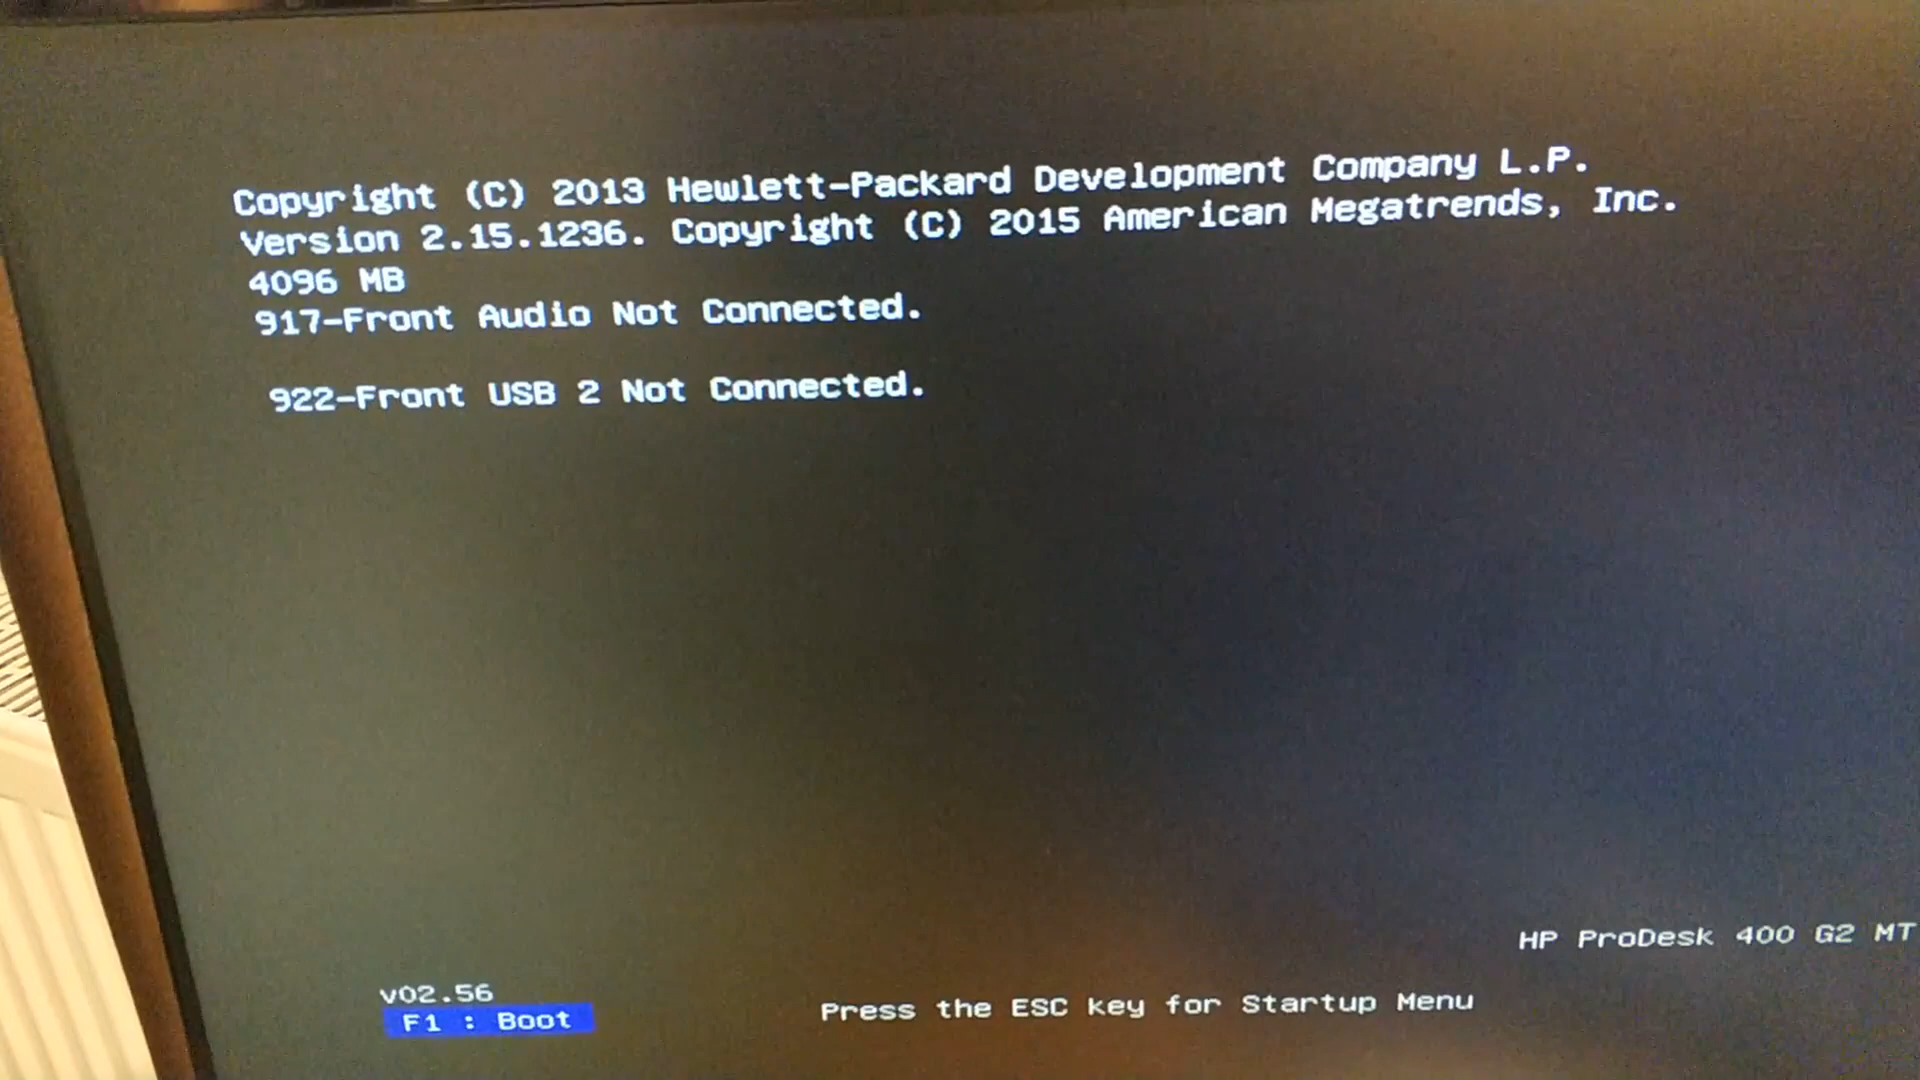 Copyright (C) 2013 Hewlett-Packard Development Company L.P.
Version 2.15.1236. Copyright (C) 2015 American Megatrends, Inc.
4096 MB
917-Front Audio Not Connected.
922-Front USB 2 Not Connected.
HP ProDesk 400 G2 MT
v02.56
F1 : Boot
Press the ESC key for Startup Menu